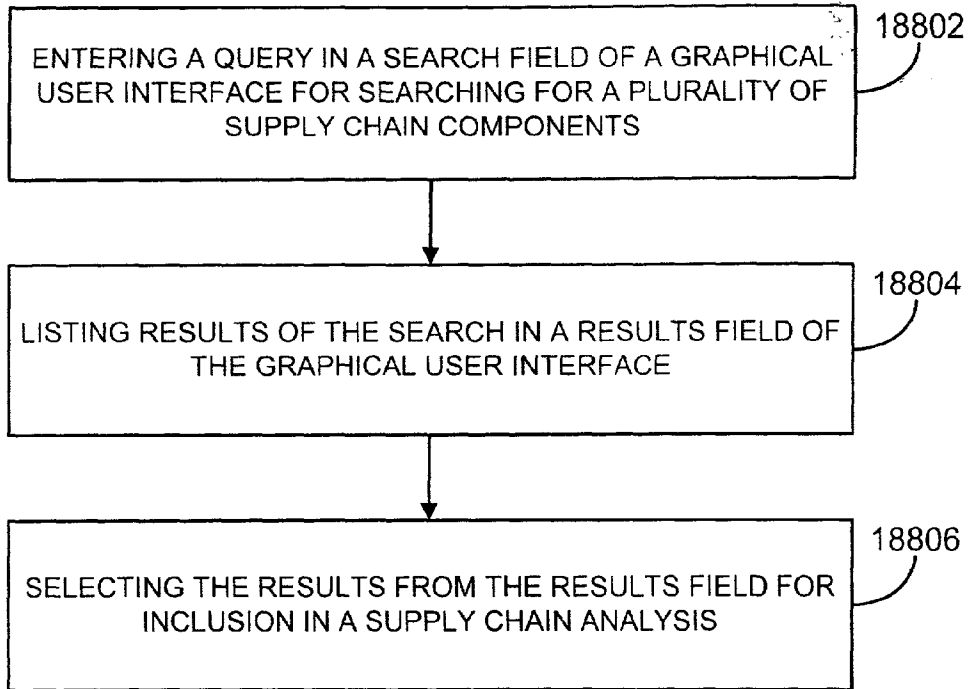 18802
ENTERING A QUERY IN A SEARCH FIELD OF A GRAPHICAL
USER INTERFACE FOR SEARCHING FOR A PLURALITY OF
SUPPLY CHAIN COMPONENTS
18804
LISTING RESULTS OF THE SEARCH IN A RESULTS FIELD OF
THE GRAPHICAL USER INTERFACE
18806
SELECTING THE RESULTS FROM THE RESULTS FIELD FOR
INCLUSION IN A SUPPLY CHAIN ANALYSIS